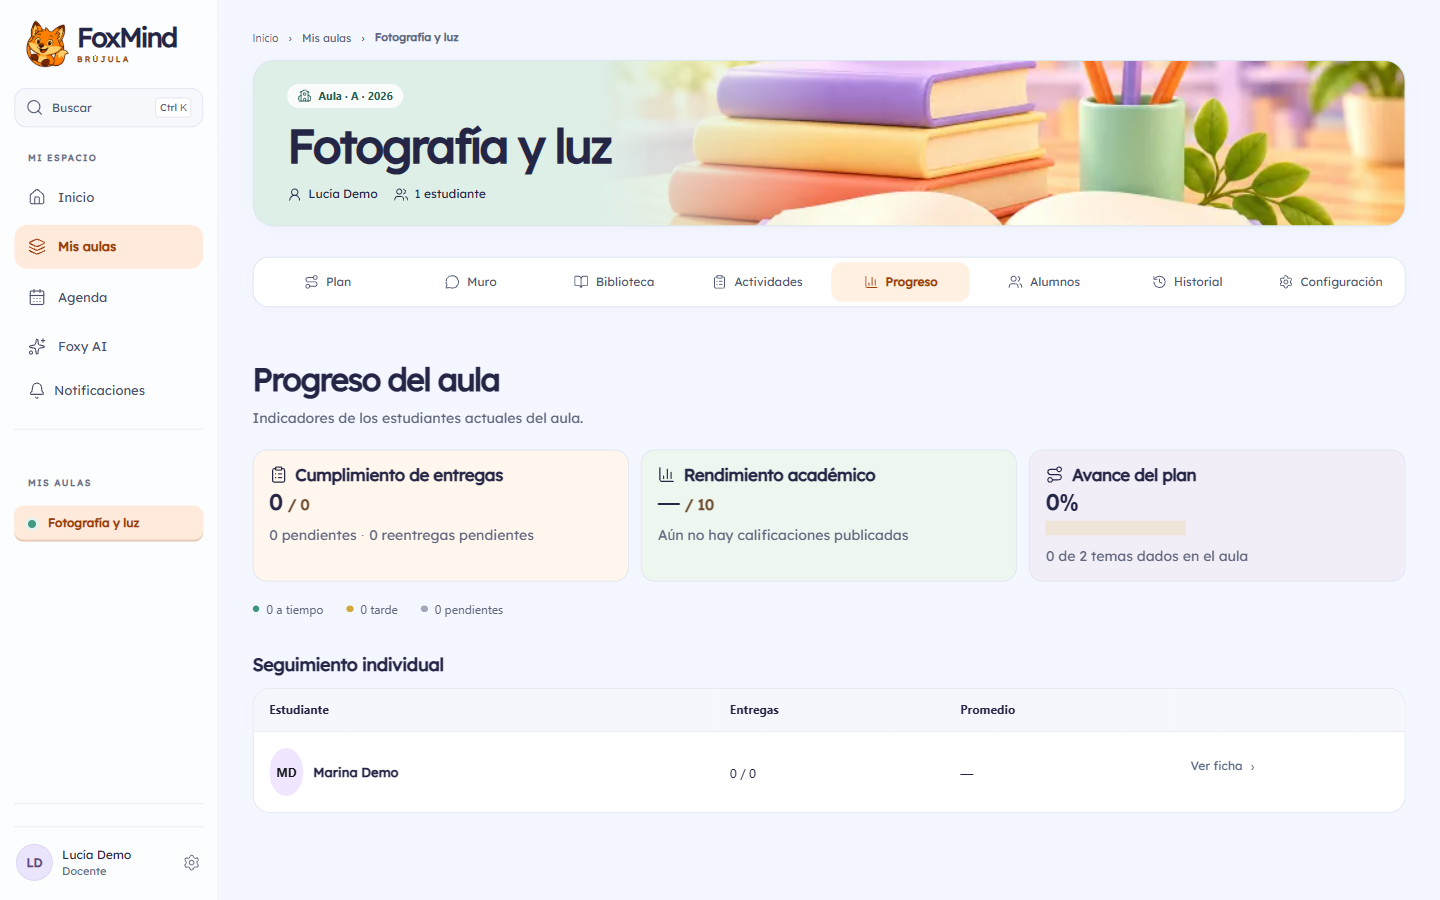 FoxMind
BRÚJULA
Buscar
Ctrl K
MI ESPACIO
Inicio
Mis aulas
Agenda
Foxy AI
Notificaciones
MIS AULAS
Fotografía y luz
LD
Lucía Demo
Docente
Inicio › Mis aulas › Fotografía y luz
Aula · A · 2026
Fotografía y luz
Lucía Demo 1 estudiante
Plan Muro Biblioteca Actividades Progreso Alumnos Historial Configuración
Progreso del aula
Indicadores de los estudiantes actuales del aula.
Cumplimiento de entregas
0 / 0
0 pendientes · 0 reentregas pendientes
Rendimiento académico
— / 10
Aún no hay calificaciones publicadas
Avance del plan
0%
0 de 2 temas dados en el aula
0 a tiempo 0 tarde 0 pendientes
Seguimiento individual
Estudiante Entregas Promedio
MD Marina Demo 0 / 0 — Ver ficha ›